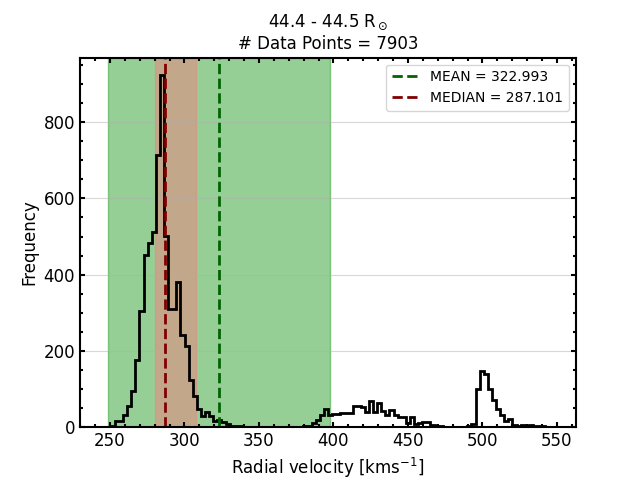 44.4 - 44.5 R⊙
# Data Points = 7903
MEAN = 322.993
MEDIAN = 287.101
Frequency
800
600
400
200
0
250 300 350 400 450 500 550
Radial velocity [kms⁻¹]